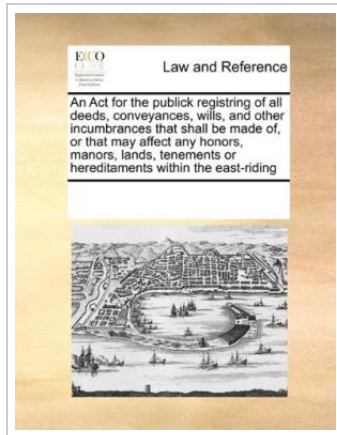 ECCO
Law and Reference
An Act for the publick registring of all
deeds, conveyances, wills, and other
incumbrances that shall be made of,
or that may affect any honors,
manors, lands, tenements or
hereditaments within the east-riding